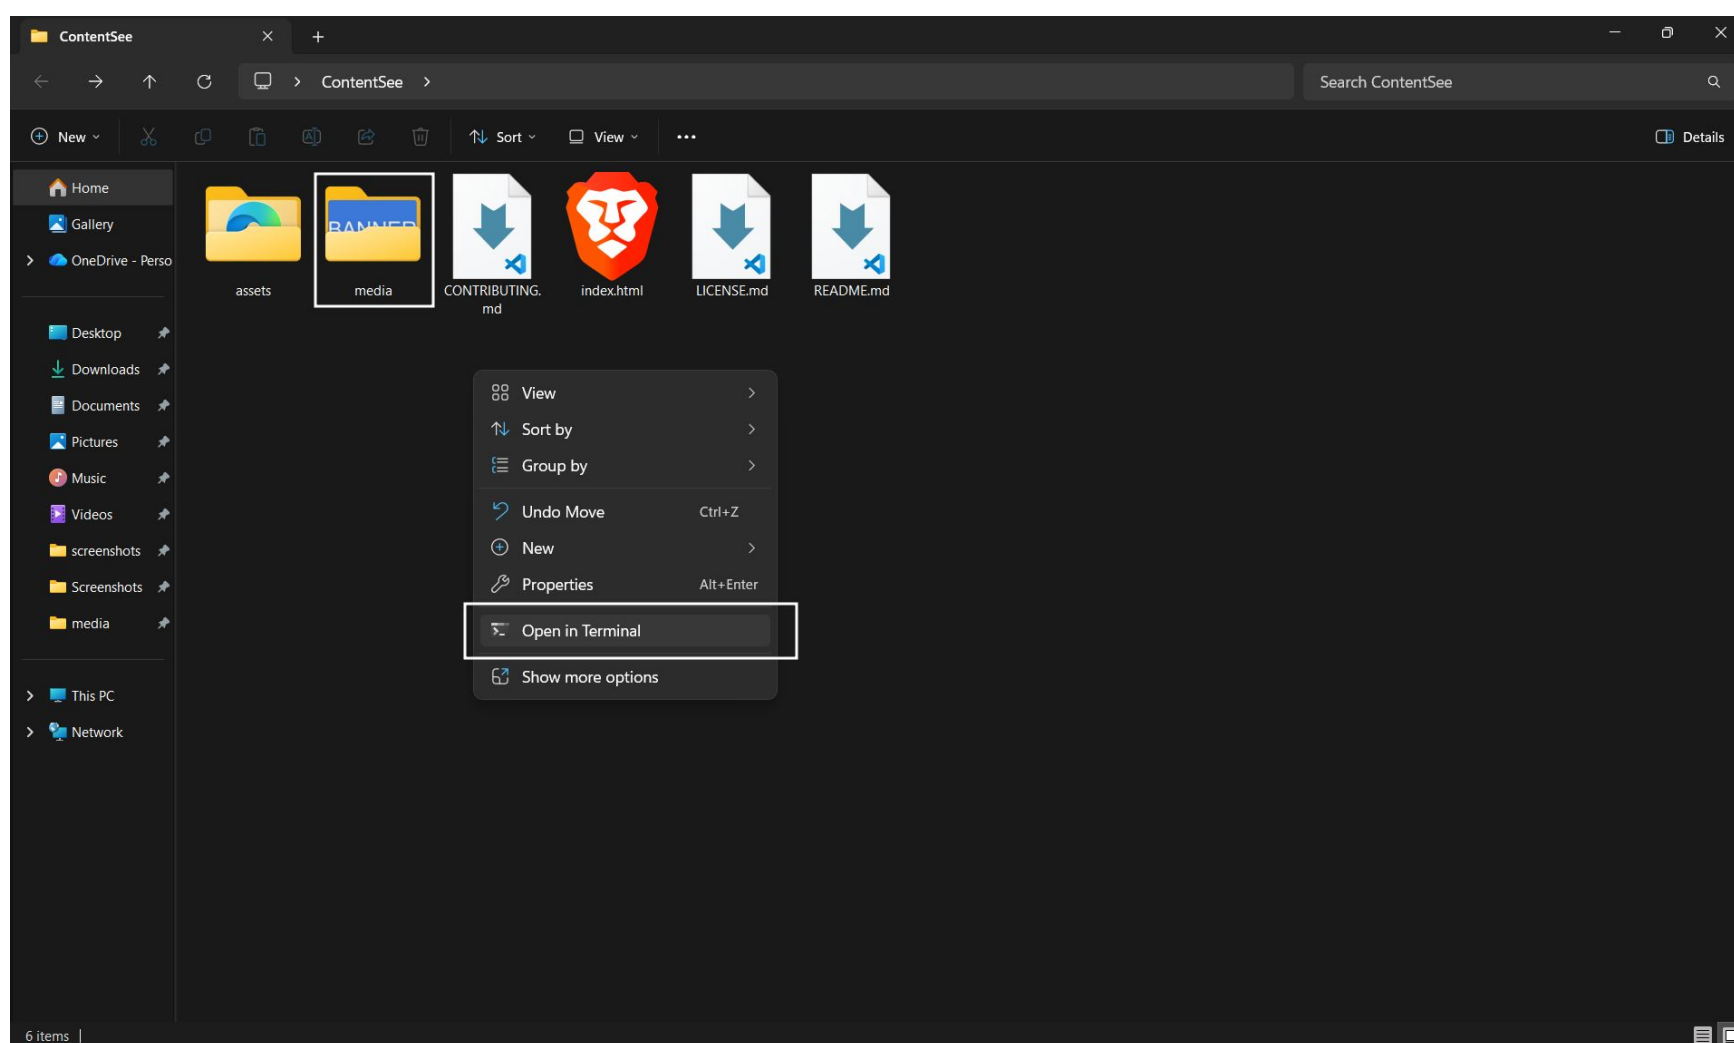 ContentSee
ContentSee
Search ContentSee
New
Sort
View
Details
Home
Gallery
OneDrive - Perso
Desktop
Downloads
Documents
Pictures
Music
Videos
screenshots
Screenshots
media
This PC
Network
BANNER
assets
media
CONTRIBUTING.
md
index.html
LICENSE.md
README.md
View
Sort by
Group by
Undo Move Ctrl+Z
New
Properties Alt+Enter
Open in Terminal
Show more options
6 items